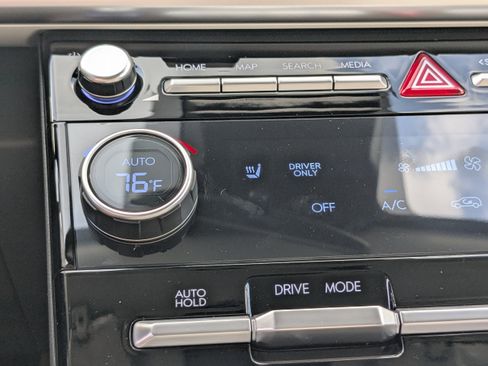 HOME MAP SEARCH MEDIA
AUTO
76°F
DRIVER
ONLY
OFF
A/C
AUTO
HOLD
DRIVE MODE